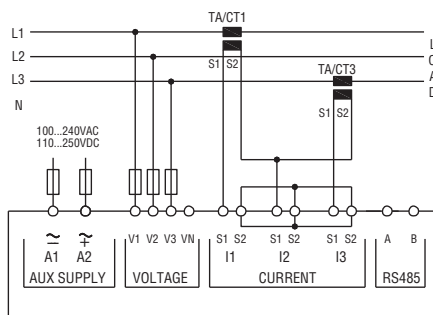 TA/CT1
L1
L2
TA/CT3
L3
N
L
O
A
D
S1 S2
S1 S2
100...240VAC
110...250VDC
V1 V2 V3 VN S1 S2 S1 S2 S1 S2 A B
A1 A2 I1 I2 I3
AUX SUPPLY VOLTAGE CURRENT RS485